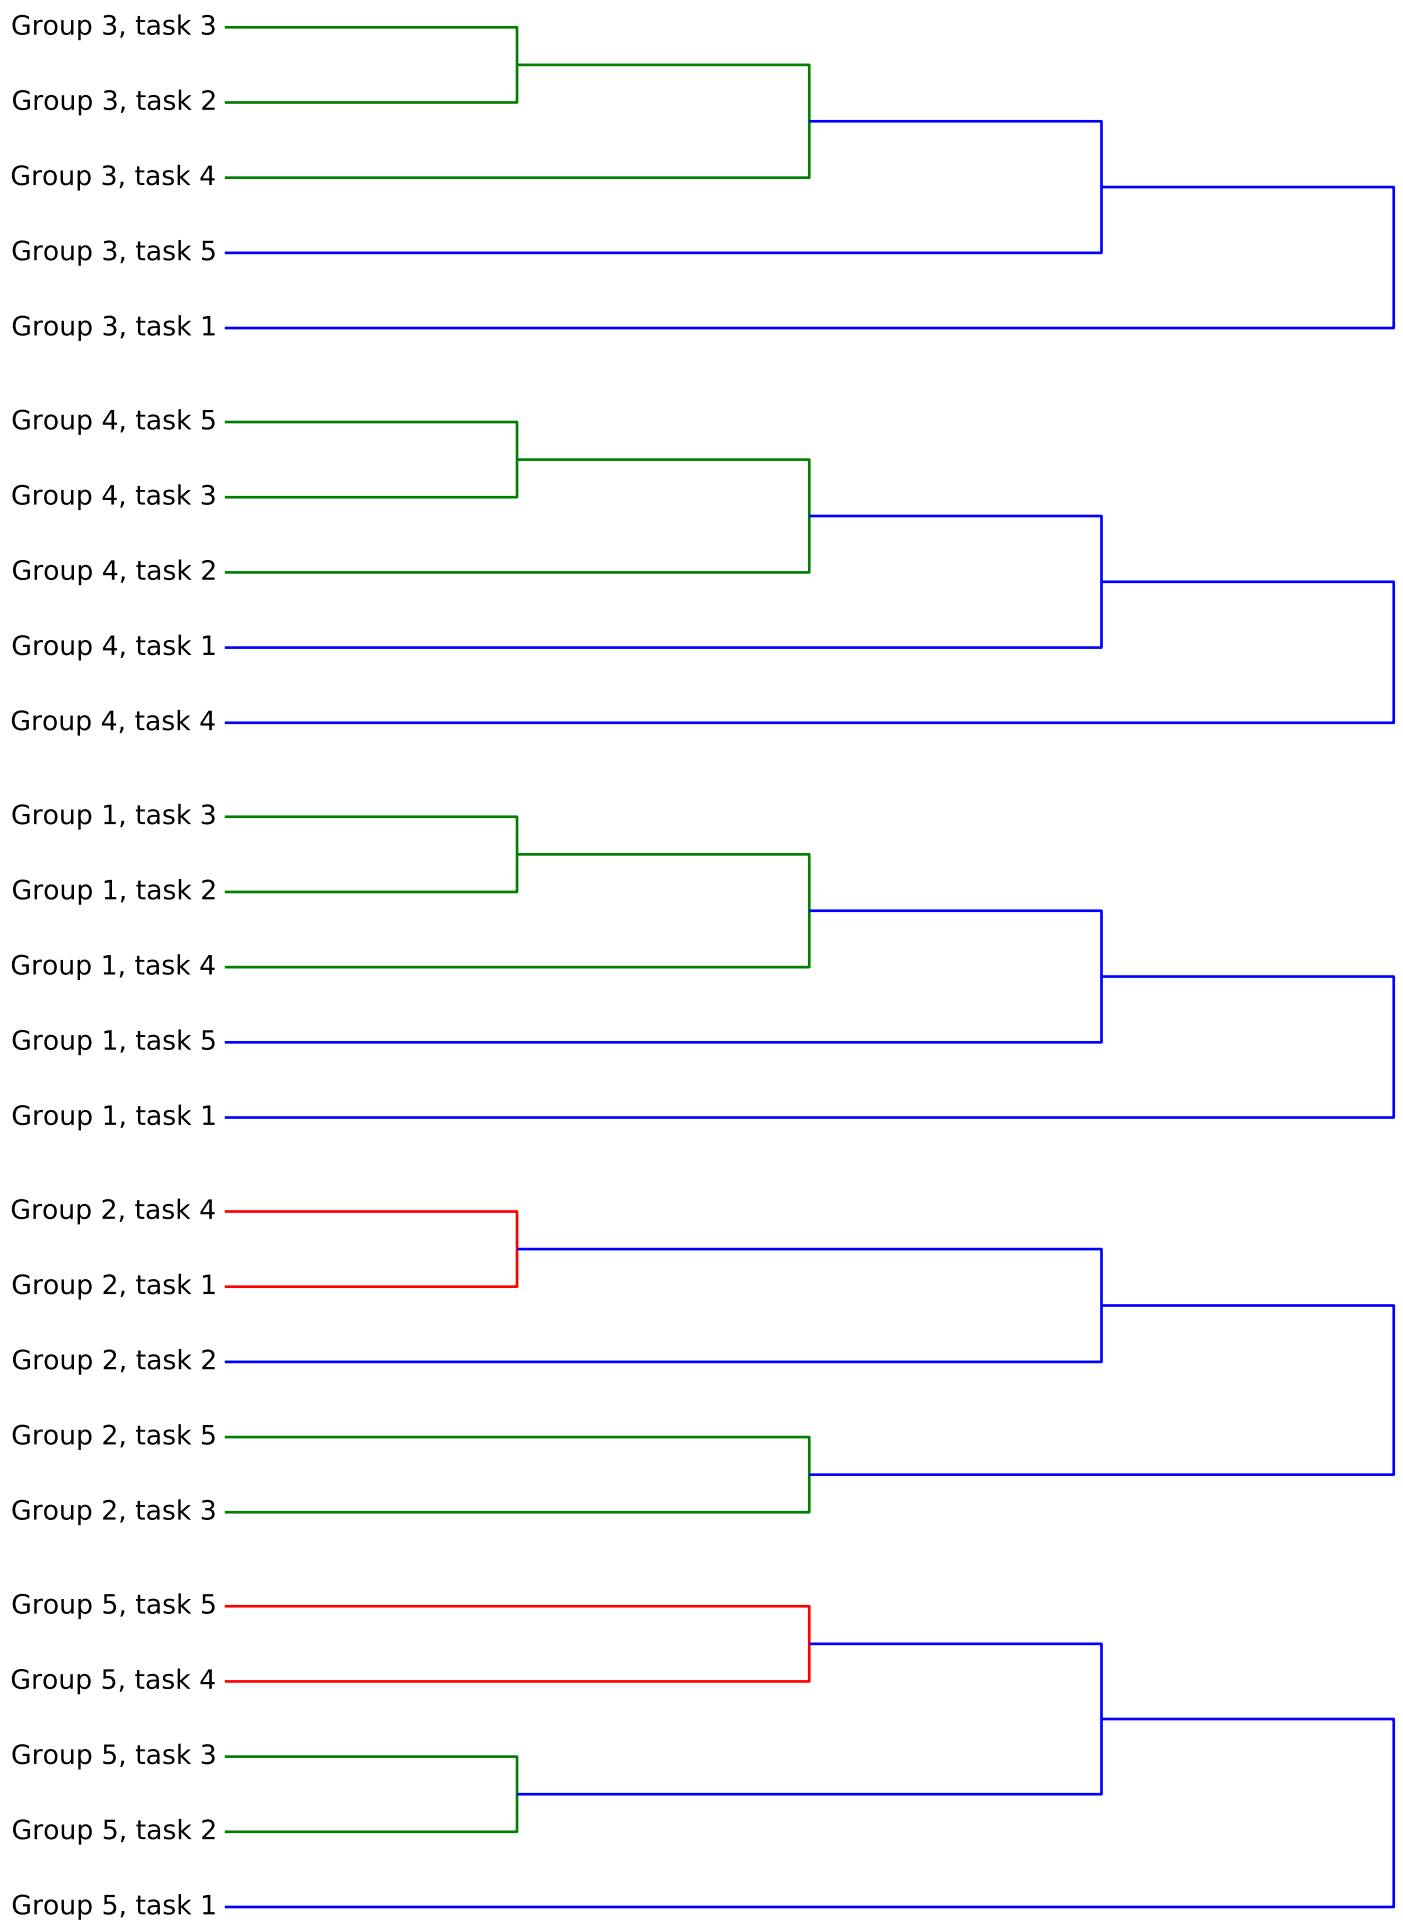 Group 3, task 3
Group 3, task 2
Group 3, task 4
Group 3, task 5
Group 3, task 1
Group 4, task 5
Group 4, task 3
Group 4, task 2
Group 4, task 1
Group 4, task 4
Group 1, task 3
Group 1, task 2
Group 1, task 4
Group 1, task 5
Group 1, task 1
Group 2, task 4
Group 2, task 1
Group 2, task 2
Group 2, task 5
Group 2, task 3
Group 5, task 5
Group 5, task 4
Group 5, task 3
Group 5, task 2
Group 5, task 1